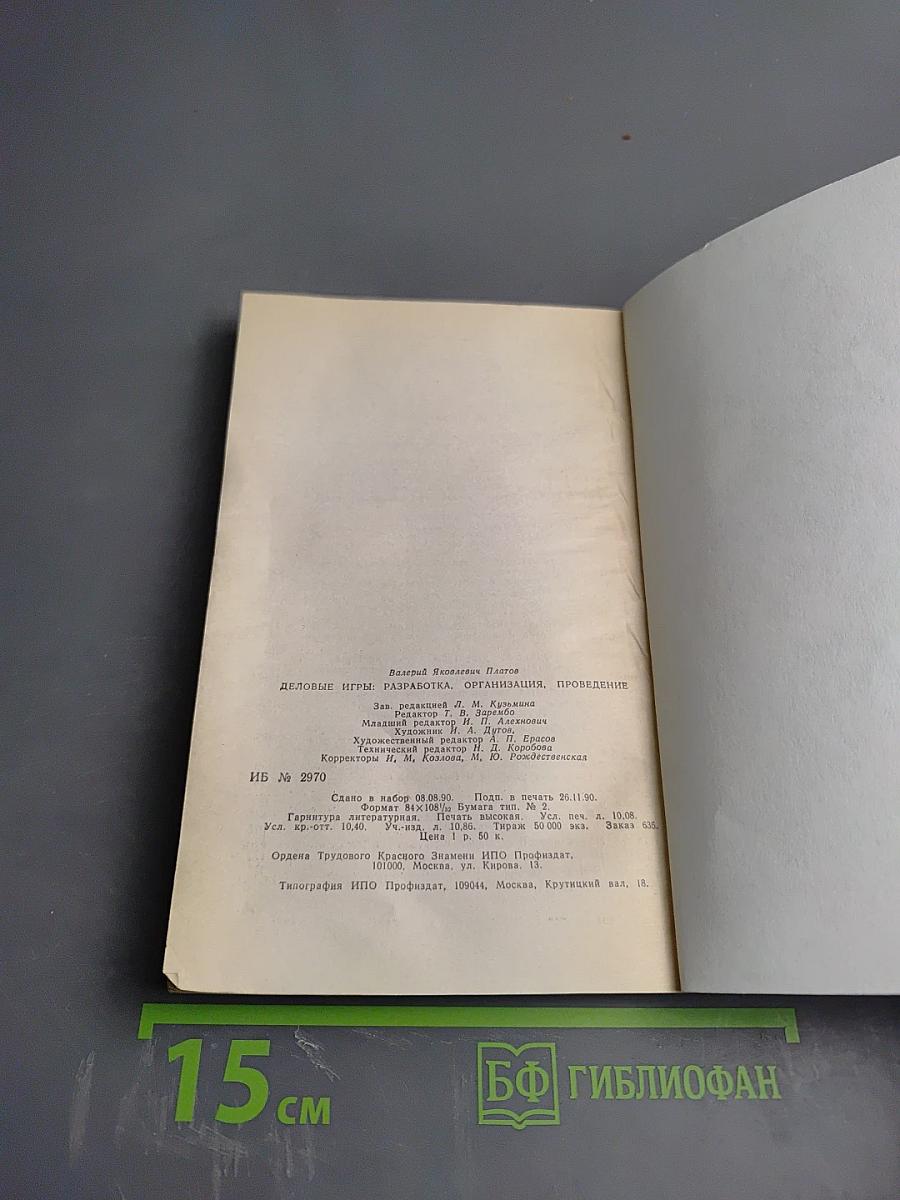 Валерий Яковлевич Платов
ДЕЛОВЫЕ ИГРЫ: РАЗРАБОТКА, ОРГАНИЗАЦИЯ, ПРОВЕДЕНИЕ
Зав. редакцией Л. М. Кузьмина
Редактор Т. В. Зарембо
Младший редактор И. П. Алехнович
Художник И. А. Дутов,
Художественный редактор А. П. Ерасов
Технический редактор Н. Д. Коробова
Корректоры И, М, Козлова, М, Ю. Рождественская
ИБ № 2970
Сдано в набор 08.08.90. Подп. в печать 26.11.90.
Формат 84×108 1/32 Бумага тип. № 2.
Гарнитура литературная. Печать высокая. Усл. печ. л. 10,08.
Усл. кр.-отт. 10,40. Уч.-изд. л. 10,86. Тираж 50 000 экз. Заказ 635.
Цена 1 р. 50 к.
Ордена Трудового Красного Знамени ИПО Профиздат,
101000, Москва, ул. Кирова, 13.
Типография ИПО Профиздат, 109044, Москва, Крутицкий вал, 18.
15 СМ
БФ ГИБЛИОФАН